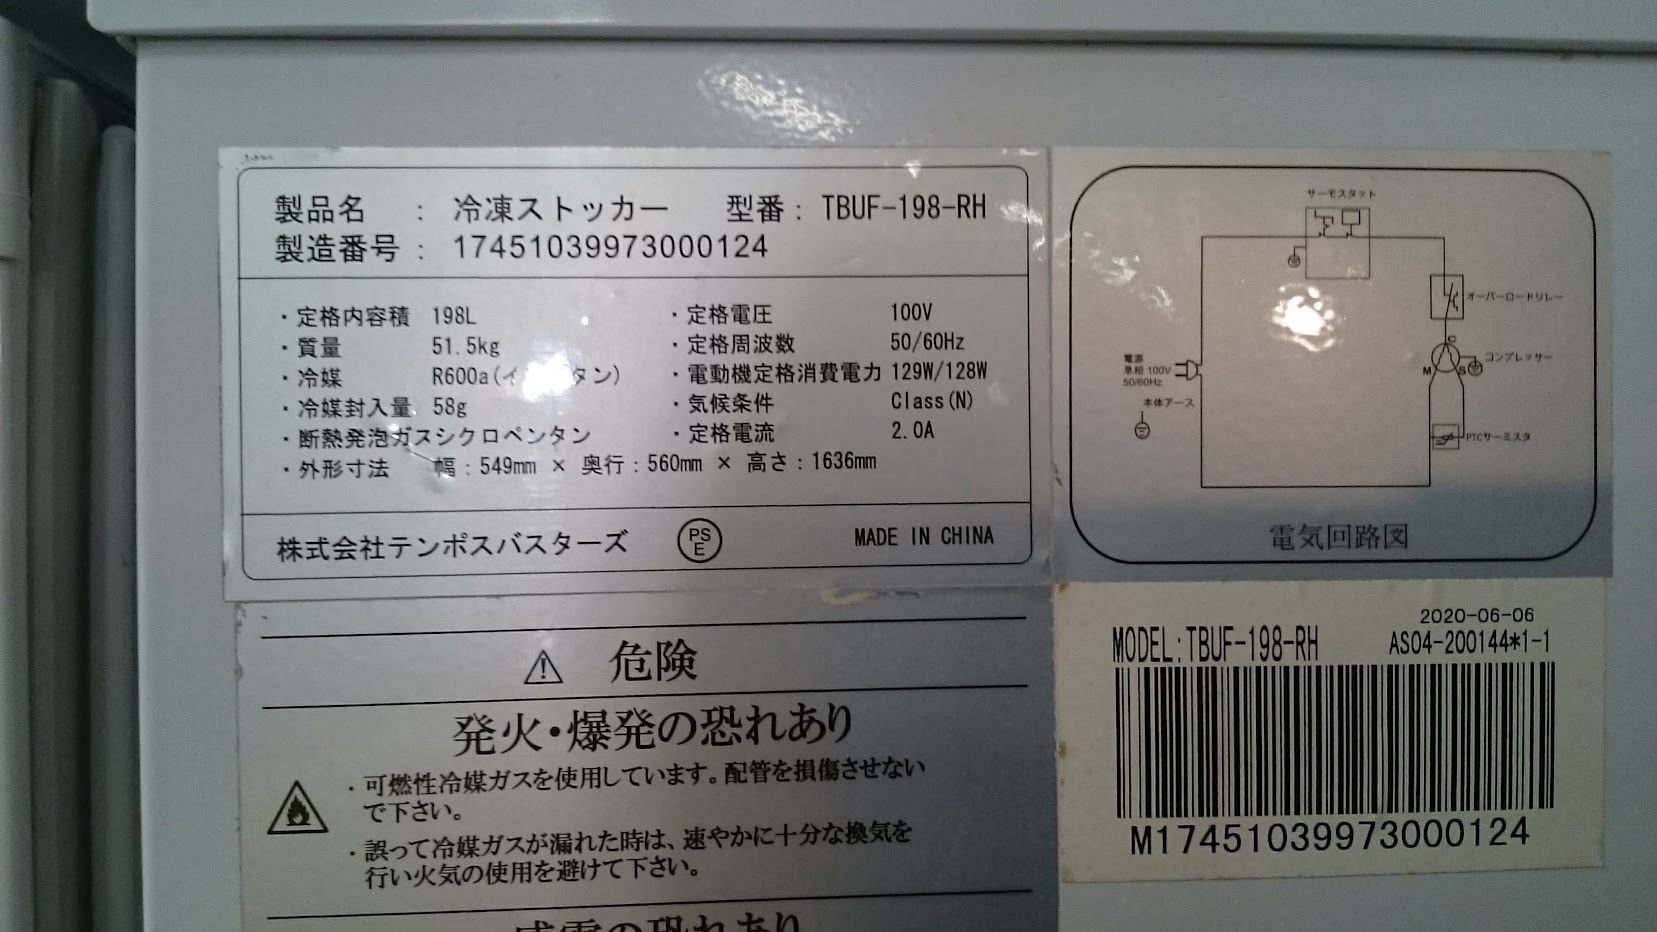 製品名 : 冷凍ストッカー 型番 : TBUF-198-RH
製造番号 : 17451039973000124
・定格内容積 198L
・質量 51.5kg
・冷媒 R600a(イ タン)
・冷媒封入量 58g
・断熱発泡ガスシクロペンタン
・外形寸法 幅:549mm × 奥行:560mm × 高さ:1636mm
・定格電圧 100V
・定格周波数 50/60Hz
・電動機定格消費電力 129W/128W
・気候条件 Class(N)
・定格電流 2.0A
株式会社テンポスバスターズ PSE MADE IN CHINA
サーモスタット
オーバーロードリレー
C
コンプレッサー
M S
電源
単相 100V
50/60Hz
本体アース
PTCサーミスタ
電気回路図
危険
発火・爆発の恐れあり
・可燃性冷媒ガスを使用しています。配管を損傷させない
で下さい。
・誤って冷媒ガスが漏れた時は、速やかに十分な換気を
行い火気の使用を避けて下さい。
2020-06-06
MODEL:TBUF-198-RH AS04-200144*1-1
M17451039973000124